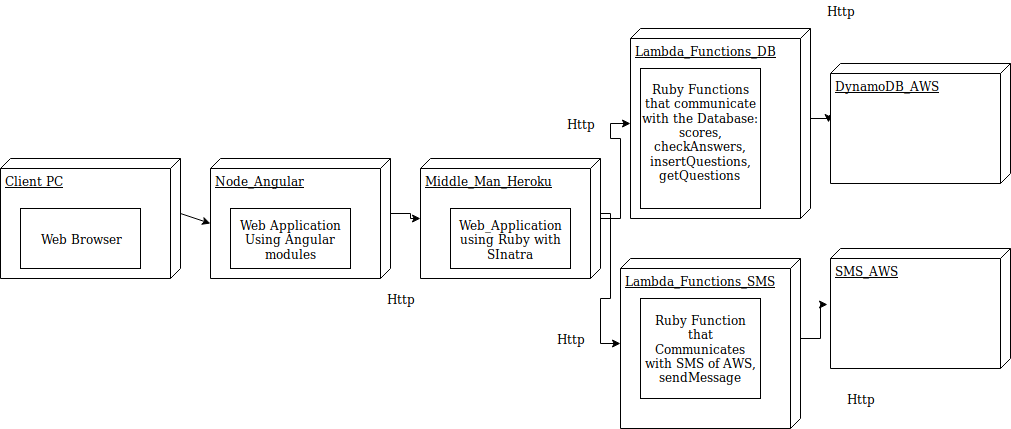 Http
Lambda_Functions_DB
Ruby Functions
that communicate
with the Database:
scores,
checkAnswers,
insertQuestions,
getQuestions
DynamoDB_AWS
Http
Client PC
Web Browser
Node_Angular
Web Application
Using Angular
modules
Middle_Man_Heroku
Web_Application
using Ruby with
SInatra
Http
Lambda_Functions_SMS
Ruby Function
that
Communicates
with SMS of AWS,
sendMessage
SMS_AWS
Http
Http